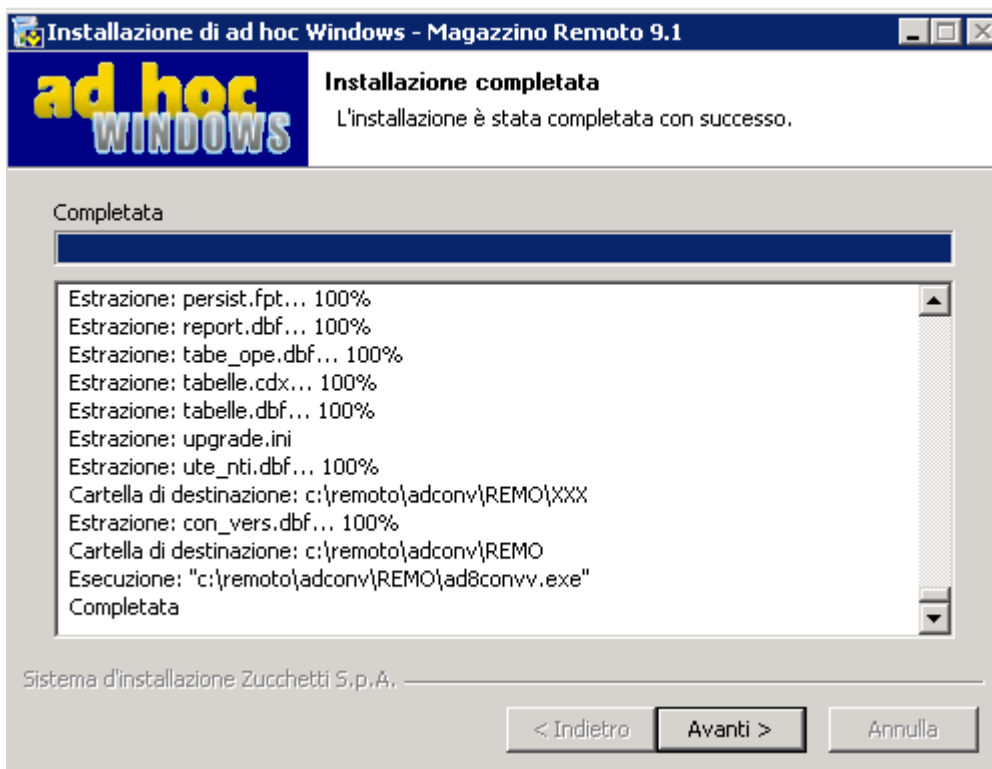 Installazione di ad hoc Windows - Magazzino Remoto 9.1
ad hoc
WINDOWS
Installazione completata
L'installazione è stata completata con successo.
Completata
Estrazione: persist.fpt... 100%
Estrazione: report.dbf... 100%
Estrazione: tabe_ope.dbf... 100%
Estrazione: tabelle.cdx... 100%
Estrazione: tabelle.dbf... 100%
Estrazione: upgrade.ini
Estrazione: ute_nti.dbf... 100%
Cartella di destinazione: c:\remoto\adconv\REMO\XXX
Estrazione: con_vers.dbf... 100%
Cartella di destinazione: c:\remoto\adconv\REMO
Esecuzione: "c:\remoto\adconv\REMO\ad8convv.exe"
Completata
Sistema d'installazione Zucchetti S.p.A.
< Indietro Avanti > Annulla